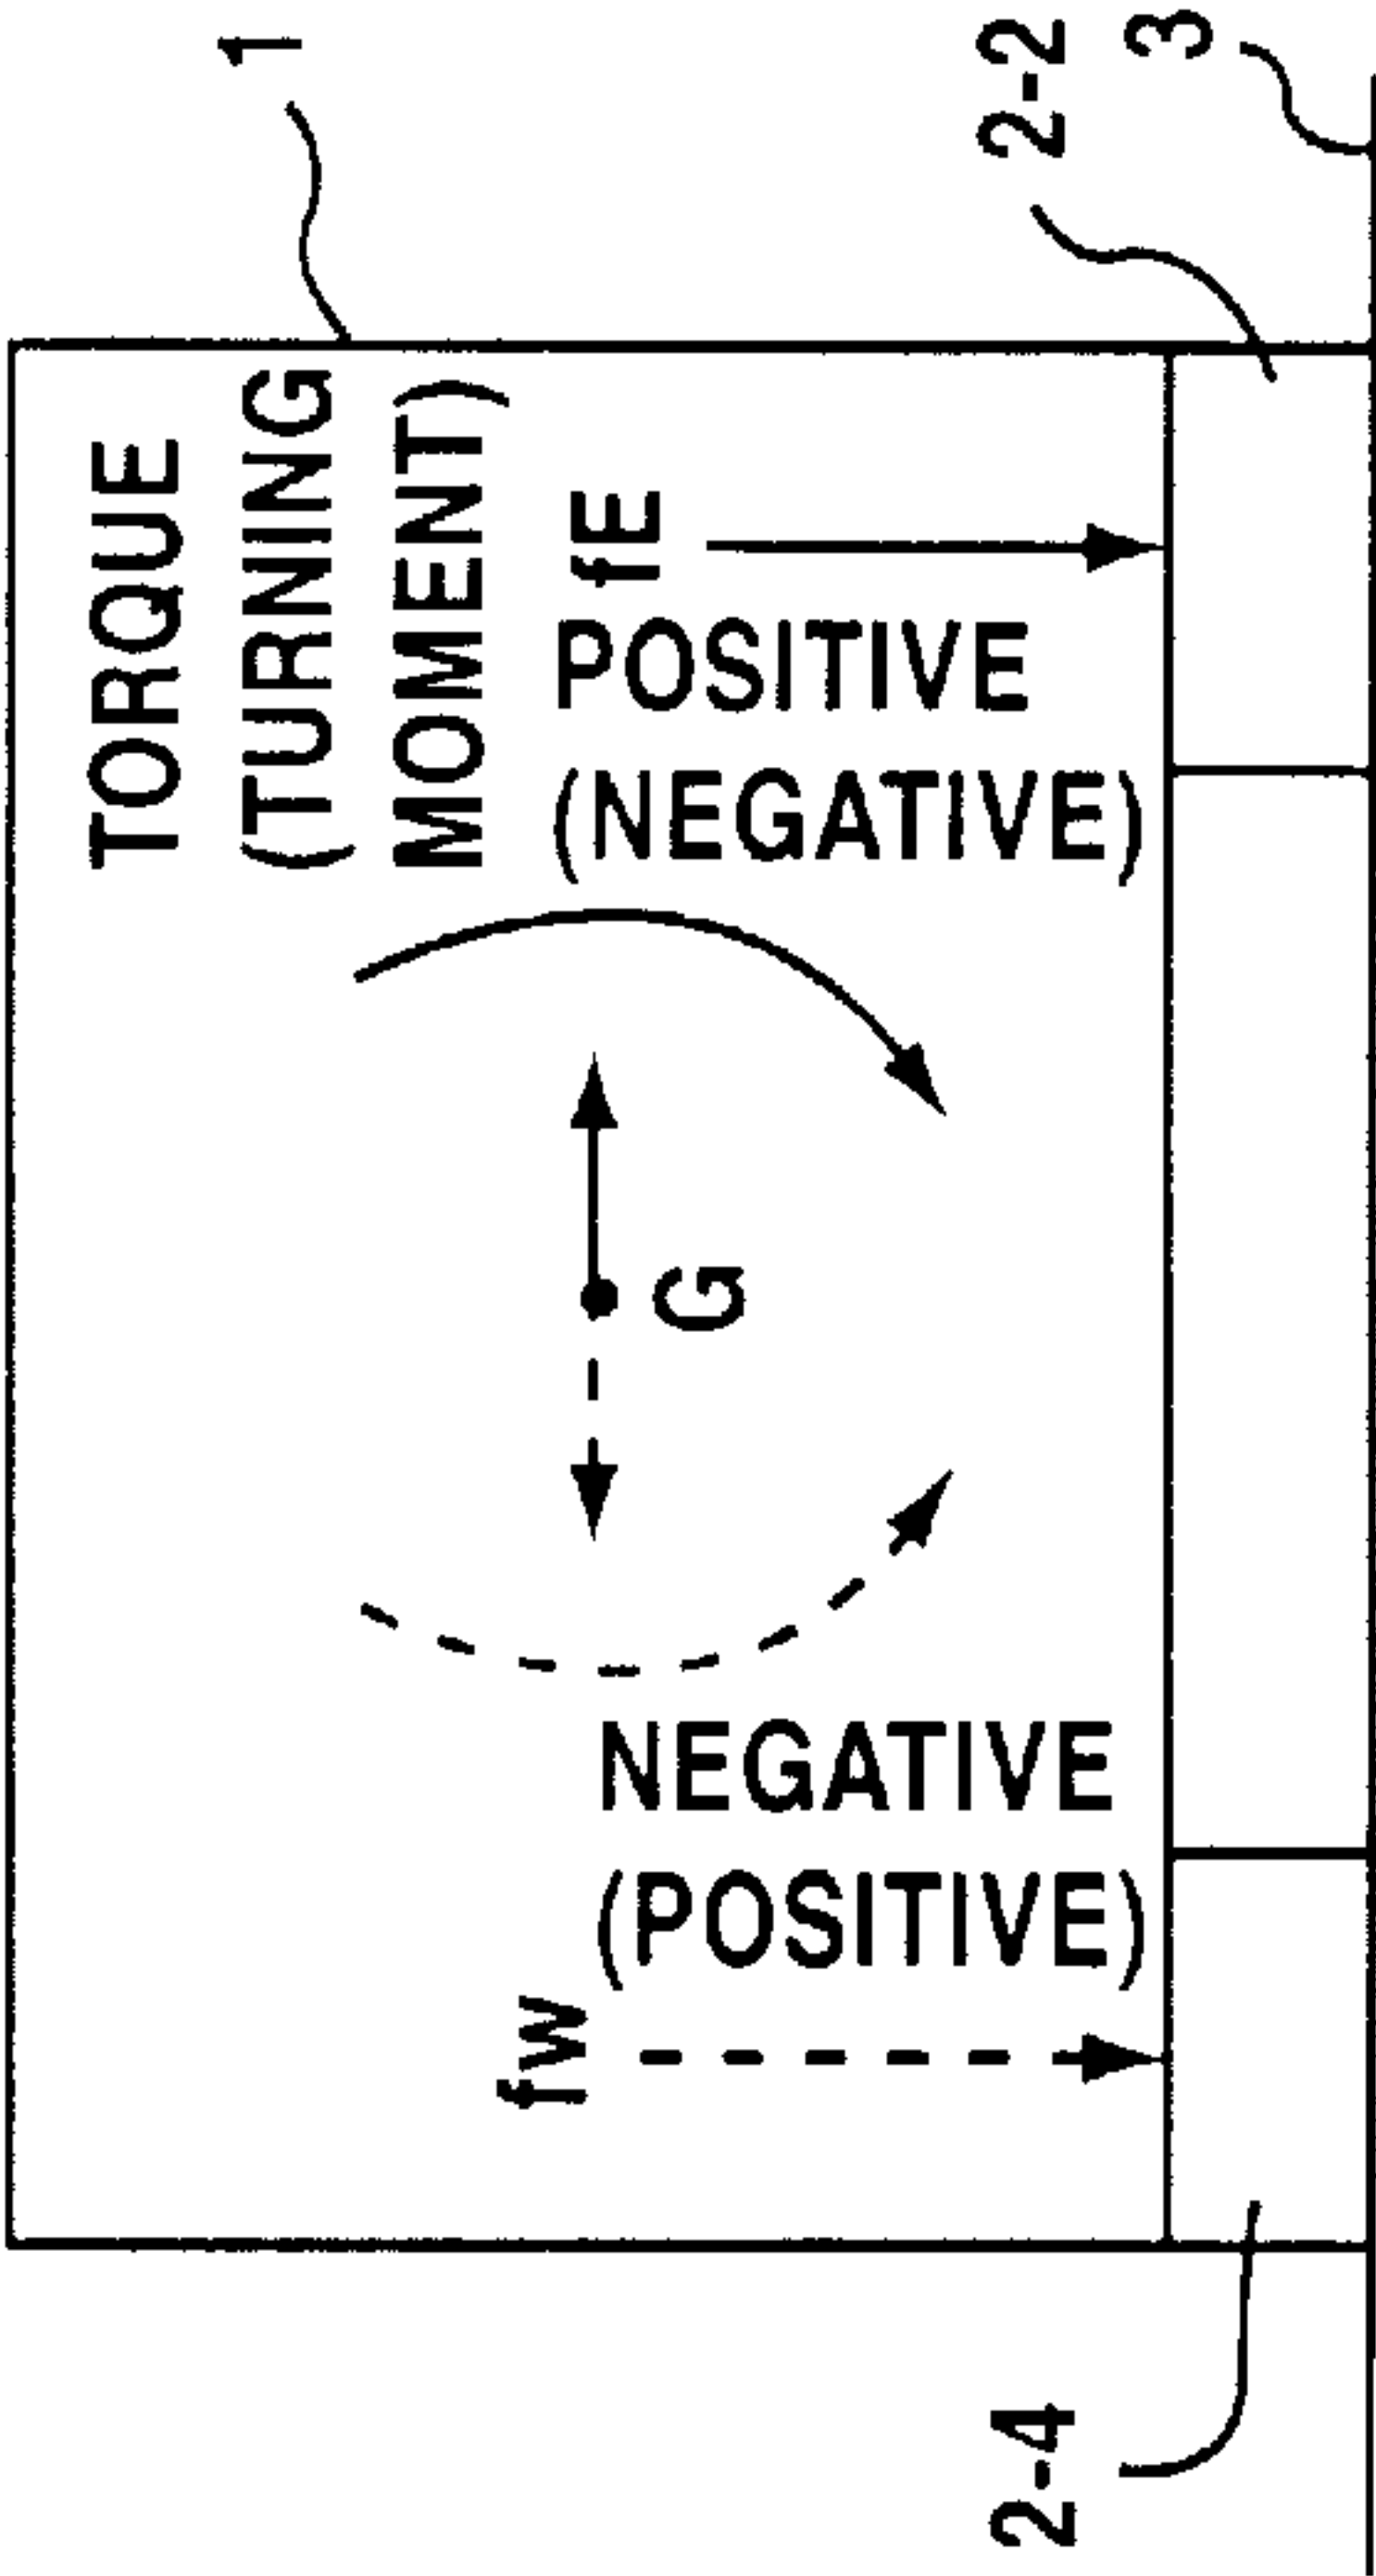 1
TORQUE
(TURNING
MOMENT)
fE
POSITIVE
(NEGATIVE)
G
NEGATIVE
(POSITIVE)
fw
2-2
3
2-4